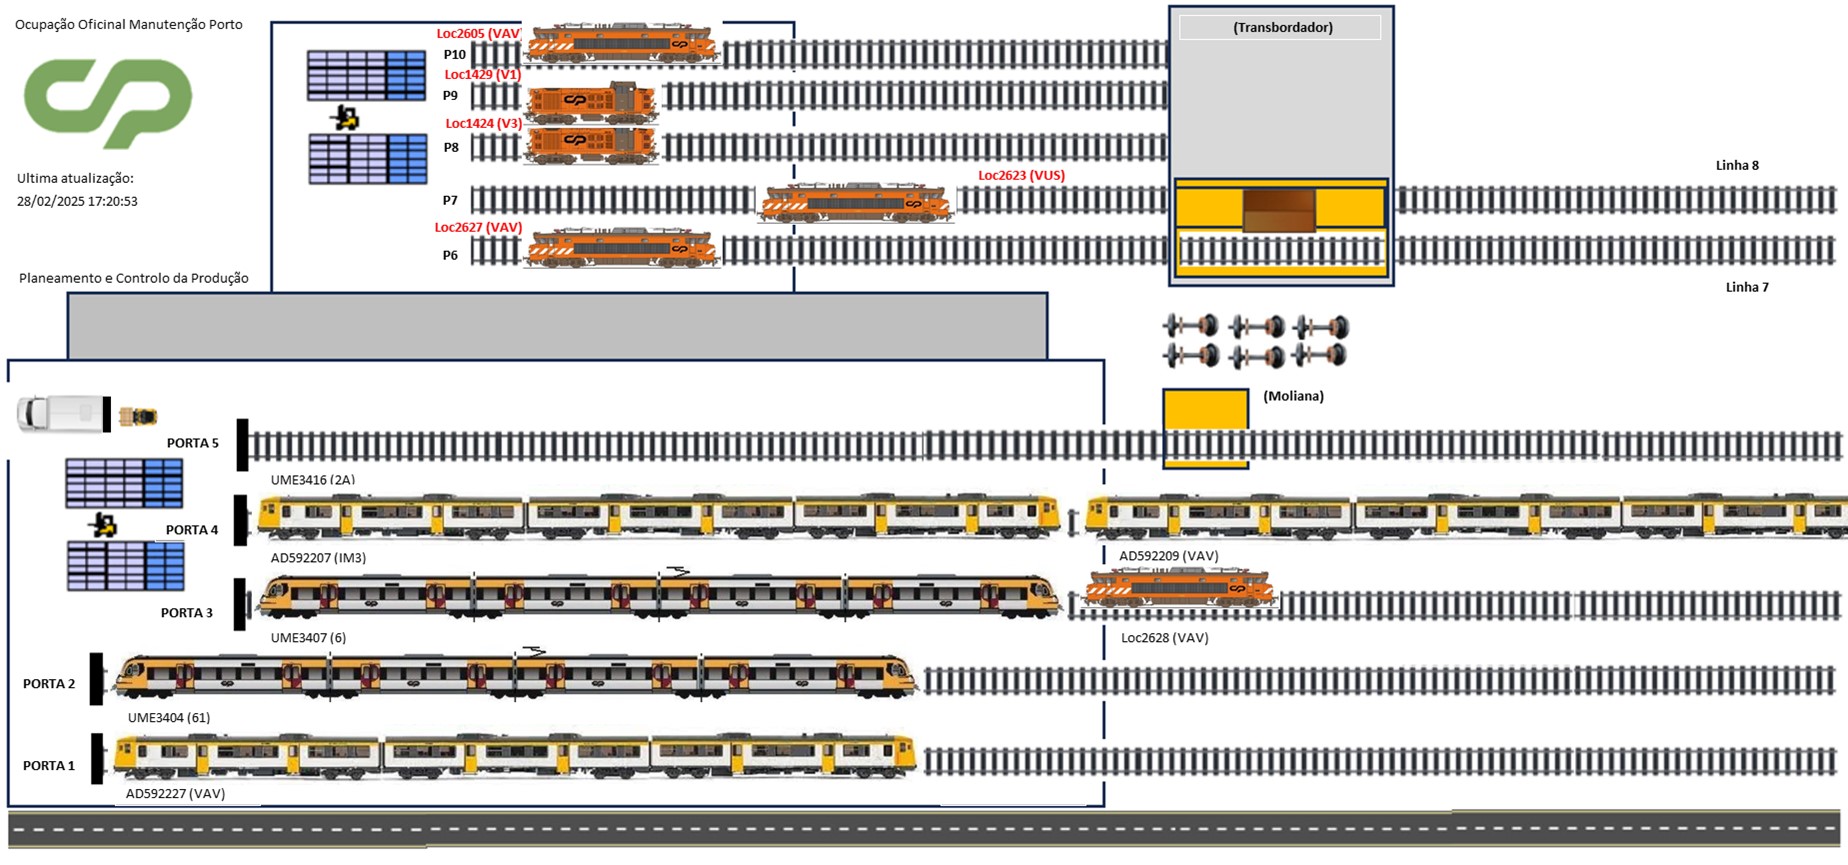 Ocupação Oficinal Manutenção Porto
CP
Ultima atualização:
28/02/2025 17:20:53
Planeamento e Controlo da Produção
Loc2605 (VAV)
P10
Loc1429 (V1)
P9
Loc1424 (V3)
P8
Loc2623 (VUS)
P7
Loc2627 (VAV)
P6
(Transbordador)
Linha 8
Linha 7
(Moliana)
PORTA 5
UME3416 (2A)
PORTA 4
AD592207 (IM3)
AD592209 (VAV)
PORTA 3
UME3407 (6)
Loc2628 (VAV)
PORTA 2
UME3404 (61)
PORTA 1
AD592227 (VAV)